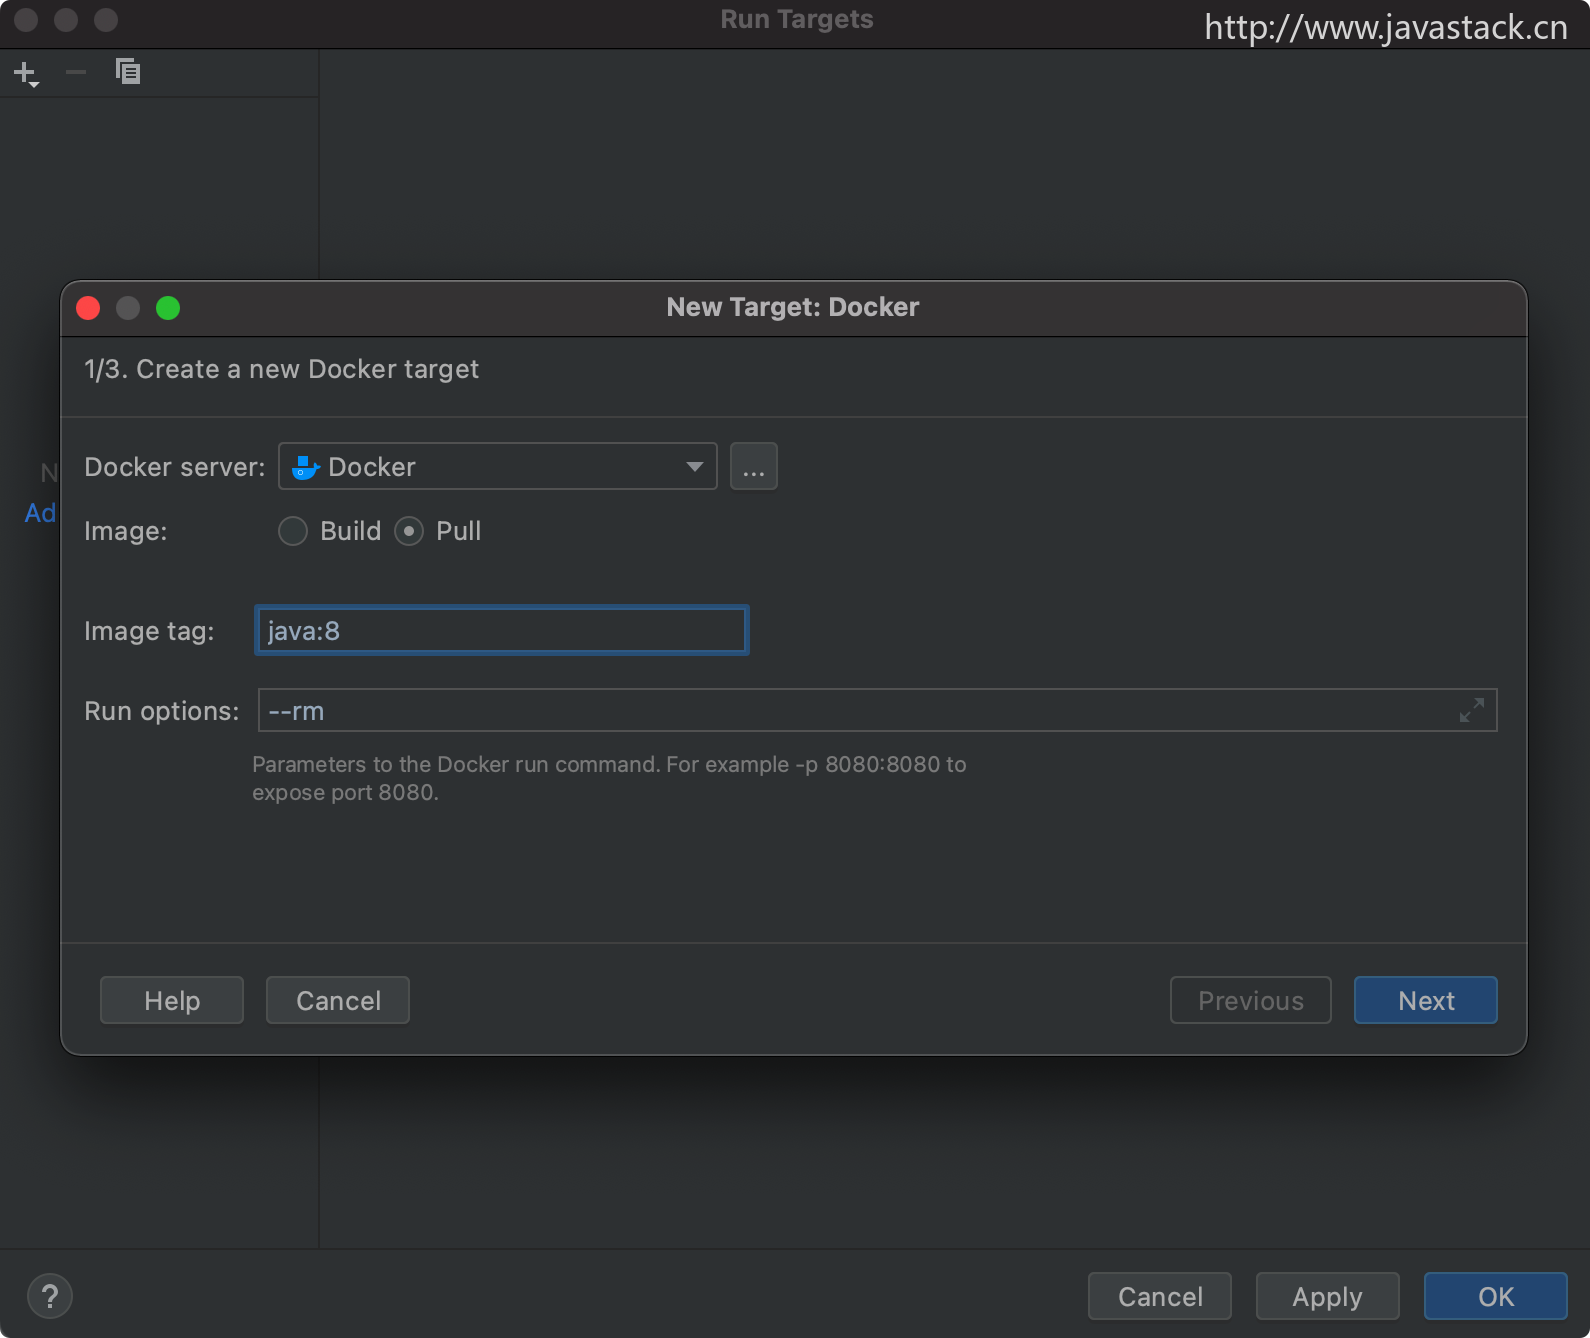 Run Targets
http://www.javastack.cn
New Target: Docker
1/3. Create a new Docker target
Docker server: Docker ...
Image: Build Pull
Image tag: java:8
Run options: --rm
Parameters to the Docker run command. For example -p 8080:8080 to
expose port 8080.
N
Ad
Help Cancel Previous Next
? Cancel Apply OK